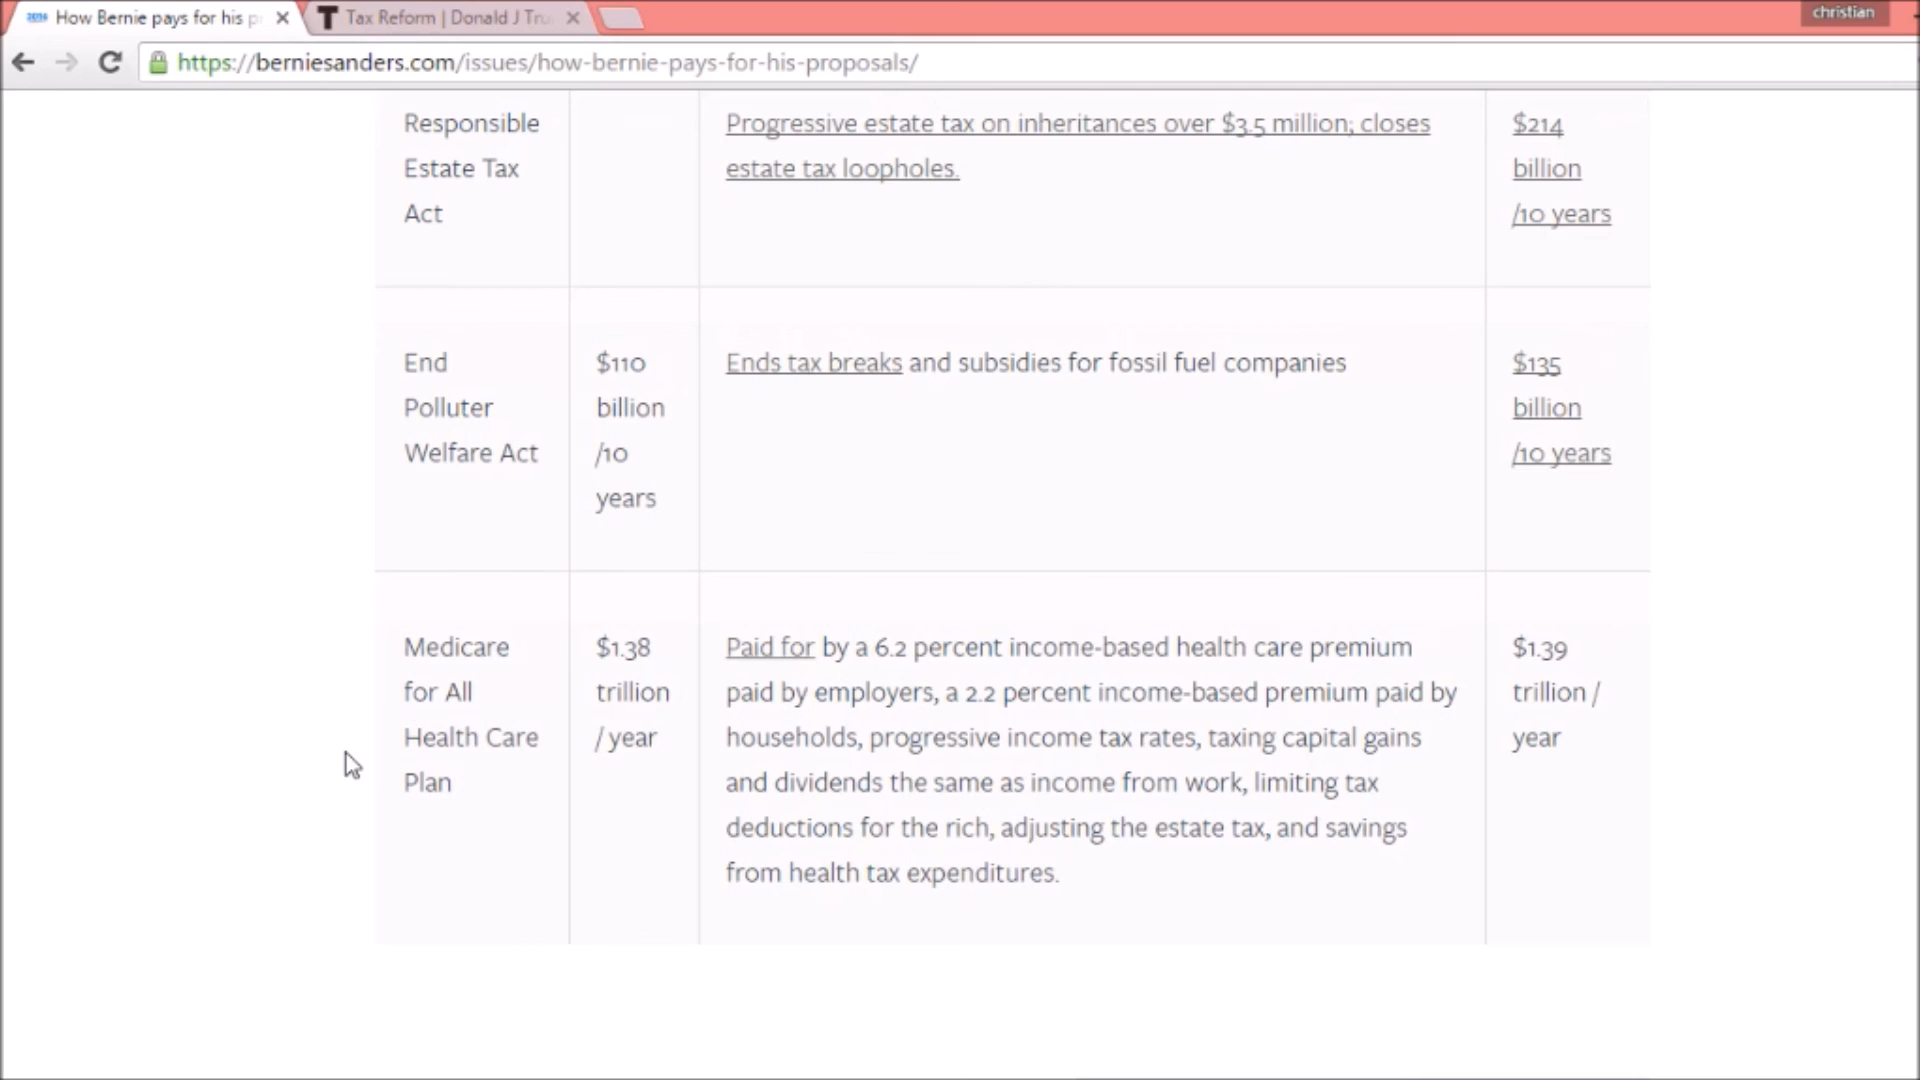 How Bernie pays for his p
Tax Reform | Donald J Tru
christian
https://berniesanders.com/issues/how-bernie-pays-for-his-proposals/
Responsible
Estate Tax
Act
Progressive estate tax on inheritances over $3.5 million; closes
estate tax loopholes.
$214
billion
/10 years
End
Polluter
Welfare Act
$110
billion
/10
years
Ends tax breaks and subsidies for fossil fuel companies
$135
billion
/10 years
Medicare
for All
Health Care
Plan
$1.38
trillion
/ year
Paid for by a 6.2 percent income-based health care premium
paid by employers, a 2.2 percent income-based premium paid by
households, progressive income tax rates, taxing capital gains
and dividends the same as income from work, limiting tax
deductions for the rich, adjusting the estate tax, and savings
from health tax expenditures.
$1.39
trillion /
year